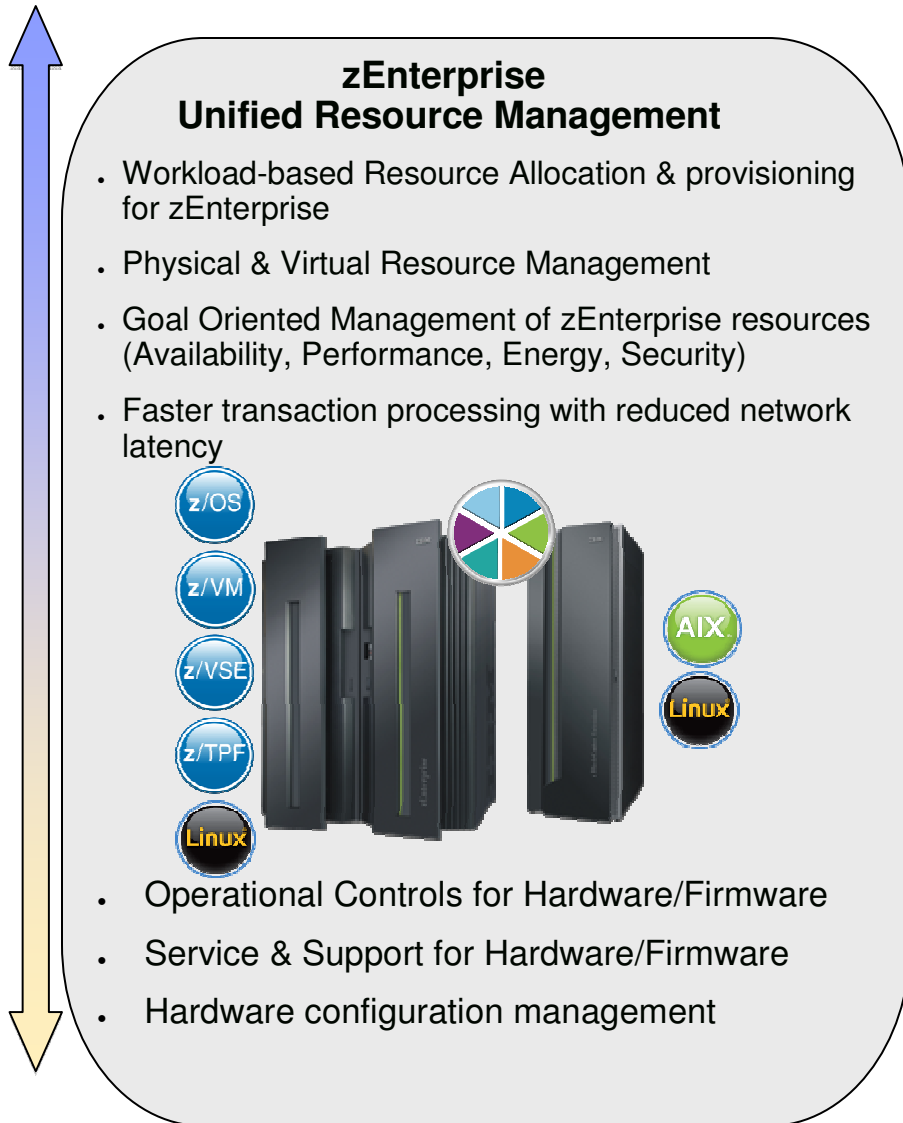 zEnterprise
Unified Resource Management
• Workload-based Resource Allocation & provisioning
for zEnterprise
• Physical & Virtual Resource Management
• Goal Oriented Management of zEnterprise resources
(Availability, Performance, Energy, Security)
• Faster transaction processing with reduced network
latency
z/OS
z/VM
z/VSE
z/TPF
Linux
zEnterprise
AIX
Linux
• Operational Controls for Hardware/Firmware
• Service & Support for Hardware/Firmware
• Hardware configuration management